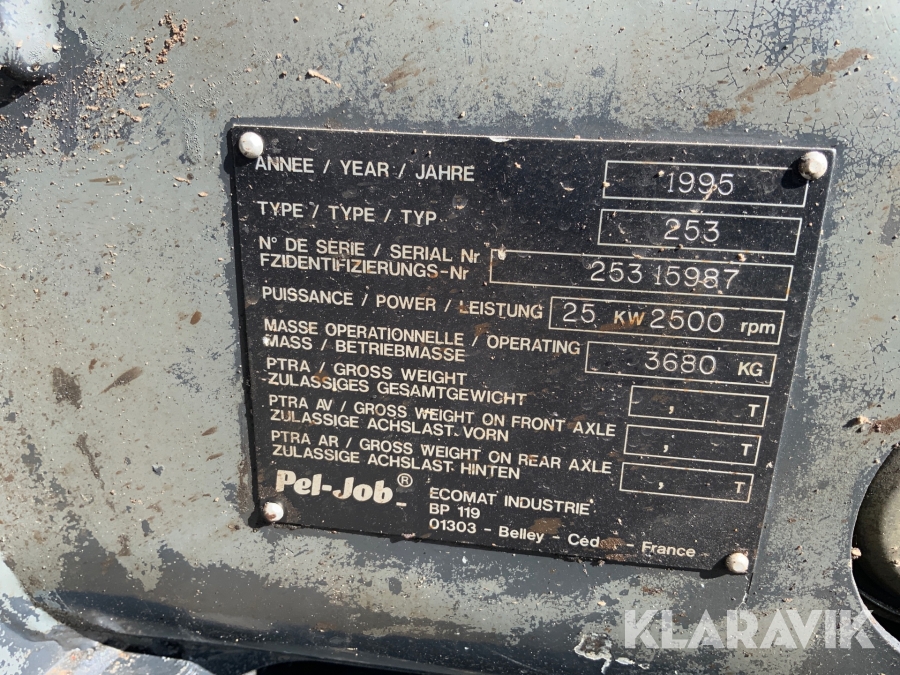 ANNEE / YEAR / JAHRE 1995
TYPE / TYPE / TYP 253
N° DE SERIE / SERIAL Nr
FZIDENTIFIZIERUNGS-Nr 253 15987
PUISSANCE / POWER / LEISTUNG 25 KW 2500 rpm
MASSE OPERATIONNELLE / OPERATING
MASS / BETRIEBMASSE 3680 KG
PTRA / GROSS WEIGHT
ZULASSIGES GESAMTGEWICHT , T
PTRA AV / GROSS WEIGHT ON FRONT AXLE
ZULASSIGE ACHSLAST VORN , T
PTRA AR / GROSS WEIGHT ON REAR AXLE
ZULASSIGE ACHSLAST HINTEN , T
Pel-Job ®
ECOMAT INDUSTRIE
BP 119
01303 - Belley - - France
KLARAVIK